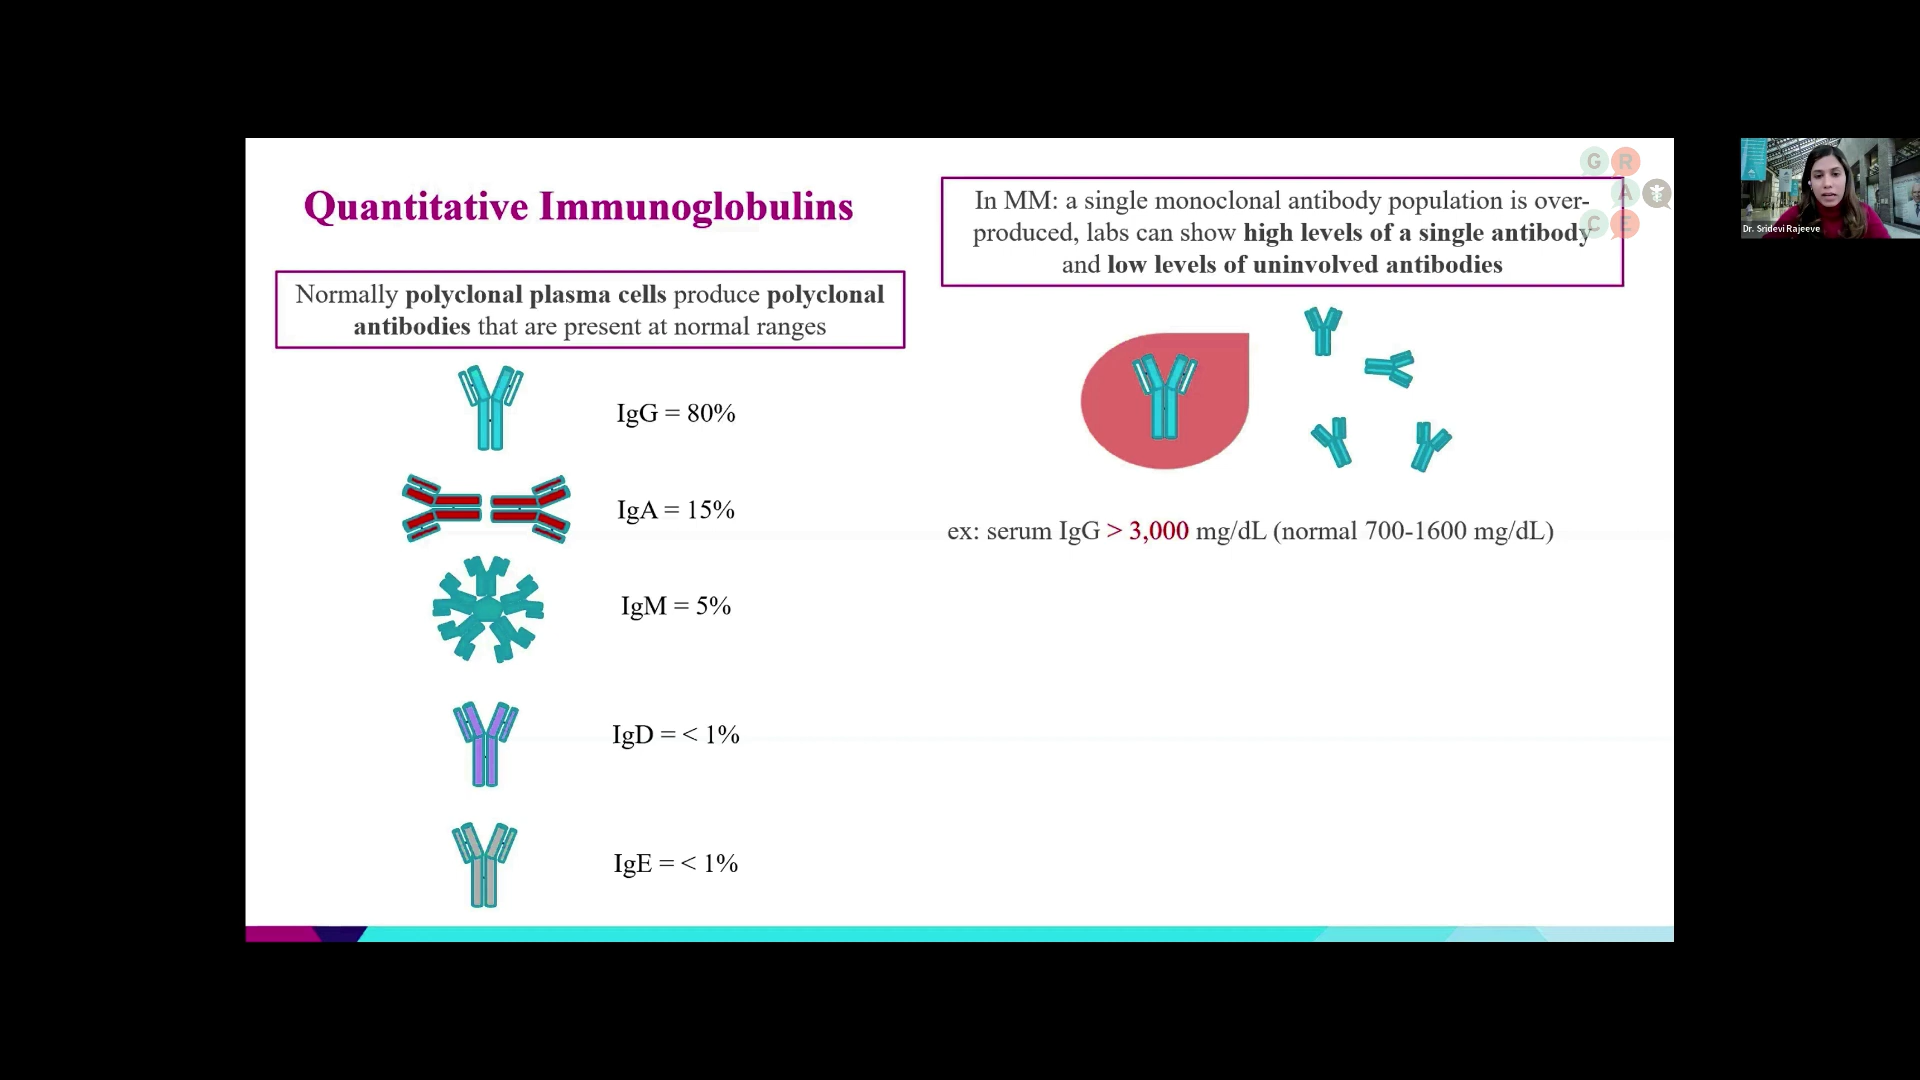 Quantitative Immunoglobulins
Normally polyclonal plasma cells produce polyclonal
antibodies that are present at normal ranges
IgG = 80%
IgA = 15%
IgM = 5%
IgD = < 1%
IgE = < 1%
In MM: a single monoclonal antibody population is over-
produced, labs can show high levels of a single antibody
and low levels of uninvolved antibodies
ex: serum IgG > 3,000 mg/dL (normal 700-1600 mg/dL)
G R
A
C E
Dr. Sridevi Rajeeve